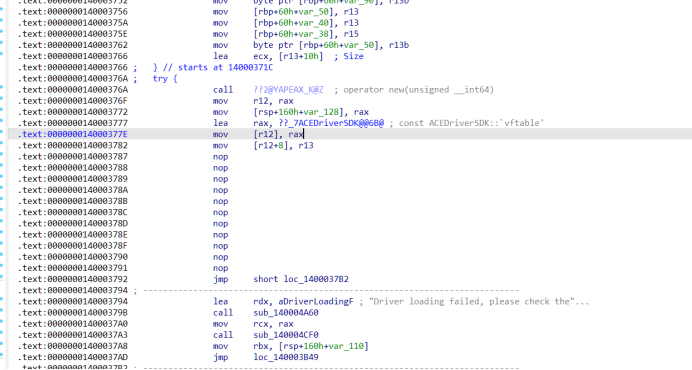 mov     byte ptr [rbp+60h+var_90], r13b
.text:0000000140003756                 mov     [rbp+60h+var_50], r13
.text:000000014000375A                 mov     [rbp+60h+var_40], r13
.text:000000014000375E                 mov     [rbp+60h+var_38], r15
.text:0000000140003762                 mov     byte ptr [rbp+60h+var_50], r13b
.text:0000000140003766                 lea     ecx, [r13+10h]  ; Size
.text:0000000140003766 ;   } // starts at 14000371C
.text:000000014000376A ;   try {
.text:000000014000376A                 call    ??2@YAPEAX_K@Z  ; operator new(unsigned __int64)
.text:000000014000376F                 mov     r12, rax
.text:0000000140003772                 mov     [rsp+160h+var_128], rax
.text:0000000140003777                 lea     rax, ??_7ACEDriverSDK@@6B@ ; const ACEDriverSDK::`vftable'
.text:000000014000377E                 mov     [r12], rax
.text:0000000140003782                 mov     [r12+8], r13
.text:0000000140003787                 nop
.text:0000000140003788                 nop
.text:0000000140003789                 nop
.text:000000014000378A                 nop
.text:000000014000378B                 nop
.text:000000014000378C                 nop
.text:000000014000378D                 nop
.text:000000014000378E                 nop
.text:000000014000378F                 nop
.text:0000000140003790                 nop
.text:0000000140003791                 nop
.text:0000000140003792                 jmp     short loc_1400037B2
.text:0000000140003794 ; ---------------------------------------------------------------------------
.text:0000000140003794                 lea     rdx, aDriverLoadingF ; "Driver loading failed, please check the"...
.text:000000014000379B                 call    sub_140004A60
.text:00000001400037A0                 mov     rcx, rax
.text:00000001400037A3                 call    sub_140004CF0
.text:00000001400037A8                 mov     rbx, [rsp+160h+var_110]
.text:00000001400037AD                 jmp     loc_140003B49
.text:00000001400037B2 ; ---------------------------------------------------------------------------